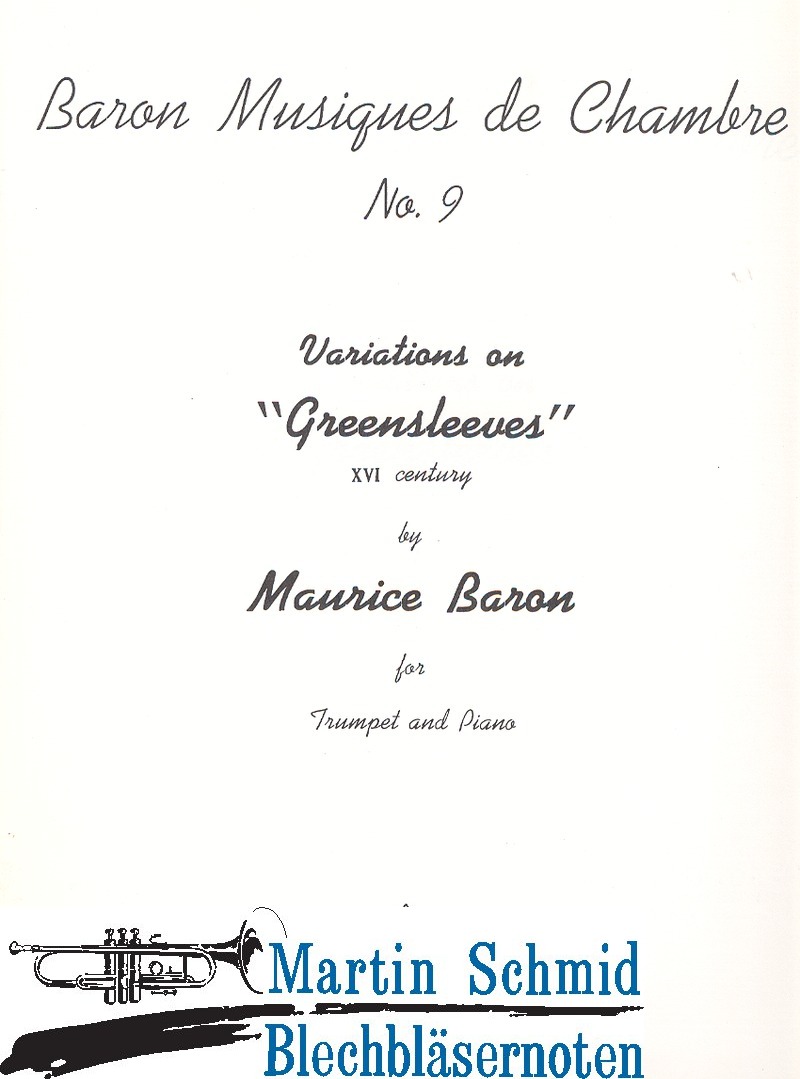 Baron Musiques de Chambre
No. 9
Variations on
"Greensleeves"
XVI century
by
Maurice Baron
for
Trumpet and Piano
Martin Schmid
Blechbläsernoten